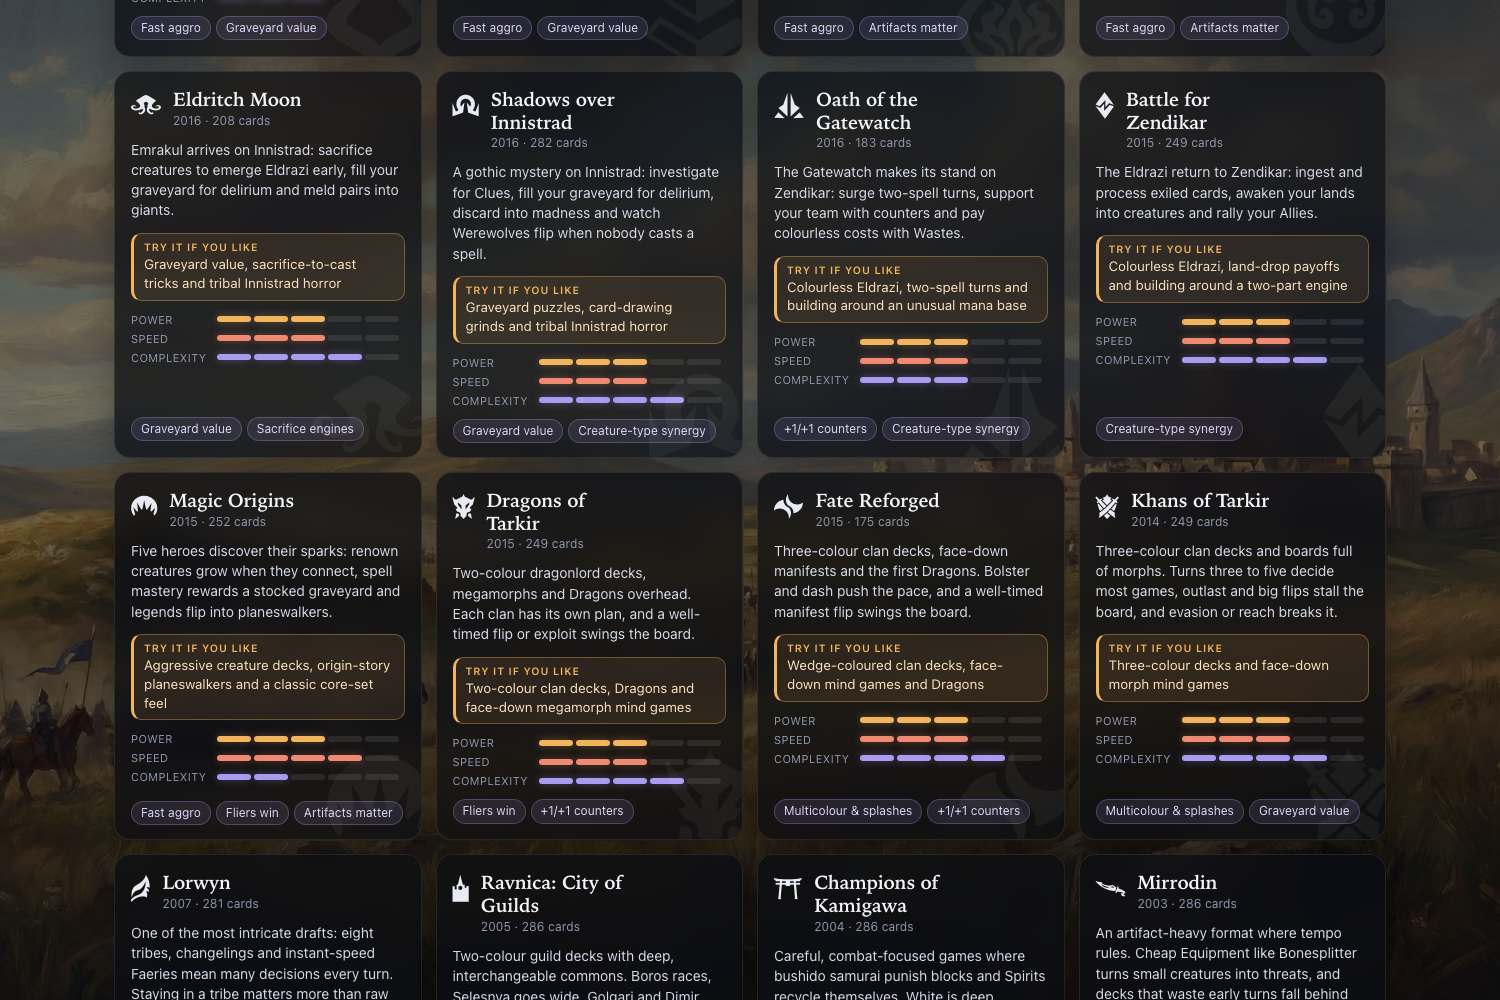 COMPLEXITY
Fast aggro
Graveyard value
Fast aggro
Graveyard value
Fast aggro
Artifacts matter
Fast aggro
Artifacts matter
Eldritch Moon
2016 · 208 cards
Emrakul arrives on Innistrad: sacrifice
creatures to emerge Eldrazi early, fill your
graveyard for delirium and meld pairs into
giants.
TRY IT IF YOU LIKE
Graveyard value, sacrifice-to-cast
tricks and tribal Innistrad horror
POWER
SPEED
COMPLEXITY
Graveyard value
Sacrifice engines
Shadows over
Innistrad
2016 · 282 cards
A gothic mystery on Innistrad: investigate
for Clues, fill your graveyard for delirium,
discard into madness and watch
Werewolves flip when nobody casts a
spell.
TRY IT IF YOU LIKE
Graveyard puzzles, card-drawing
grinds and tribal Innistrad horror
POWER
SPEED
COMPLEXITY
Graveyard value
Creature-type synergy
Oath of the
Gatewatch
2016 · 183 cards
The Gatewatch makes its stand on
Zendikar: surge two-spell turns, support
your team with counters and pay
colourless costs with Wastes.
TRY IT IF YOU LIKE
Colourless Eldrazi, two-spell turns and
building around an unusual mana base
POWER
SPEED
COMPLEXITY
+1/+1 counters
Creature-type synergy
Battle for
Zendikar
2015 · 249 cards
The Eldrazi return to Zendikar: ingest and
process exiled cards, awaken your lands
into creatures and rally your Allies.
TRY IT IF YOU LIKE
Colourless Eldrazi, land-drop payoffs
and building around a two-part engine
POWER
SPEED
COMPLEXITY
Creature-type synergy
Magic Origins
2015 · 252 cards
Five heroes discover their sparks: renown
creatures grow when they connect, spell
mastery rewards a stocked graveyard and
legends flip into planeswalkers.
TRY IT IF YOU LIKE
Aggressive creature decks, origin-story
planeswalkers and a classic core-set
feel
POWER
SPEED
COMPLEXITY
Fast aggro
Fliers win
Artifacts matter
Dragons of
Tarkir
2015 · 249 cards
Two-colour dragonlord decks,
megamorphs and Dragons overhead.
Each clan has its own plan, and a well-
timed flip or exploit swings the board.
TRY IT IF YOU LIKE
Two-colour clan decks, Dragons and
face-down megamorph mind games
POWER
SPEED
COMPLEXITY
Fliers win
+1/+1 counters
Fate Reforged
2015 · 175 cards
Three-colour clan decks, face-down
manifests and the first Dragons. Bolster
and dash push the pace, and a well-timed
manifest flip swings the board.
TRY IT IF YOU LIKE
Wedge-coloured clan decks, face-
down mind games and Dragons
POWER
SPEED
COMPLEXITY
Multicolour & splashes
+1/+1 counters
Khans of Tarkir
2014 · 249 cards
Three-colour clan decks and boards full
of morphs. Turns three to five decide
most games, outlast and big flips stall the
board, and evasion or reach breaks it.
TRY IT IF YOU LIKE
Three-colour decks and face-down
morph mind games
POWER
SPEED
COMPLEXITY
Multicolour & splashes
Graveyard value
Lorwyn
2007 · 281 cards
One of the most intricate drafts: eight
tribes, changelings and instant-speed
Faeries mean many decisions every turn.
Staying in a tribe matters more than raw
Ravnica: City of
Guilds
2005 · 286 cards
Two-colour guild decks with deep,
interchangeable commons. Boros races,
Selesnya goes wide, Golgari and Dimir
Champions of
Kamigawa
2004 · 286 cards
Careful, combat-focused games where
bushido samurai punish blocks and Spirits
recycle themselves. White is deep
Mirrodin
2003 · 286 cards
An artifact-heavy format where tempo
rules. Cheap Equipment like Bonesplitter
turns small creatures into threats, and
decks that waste early turns fall behind